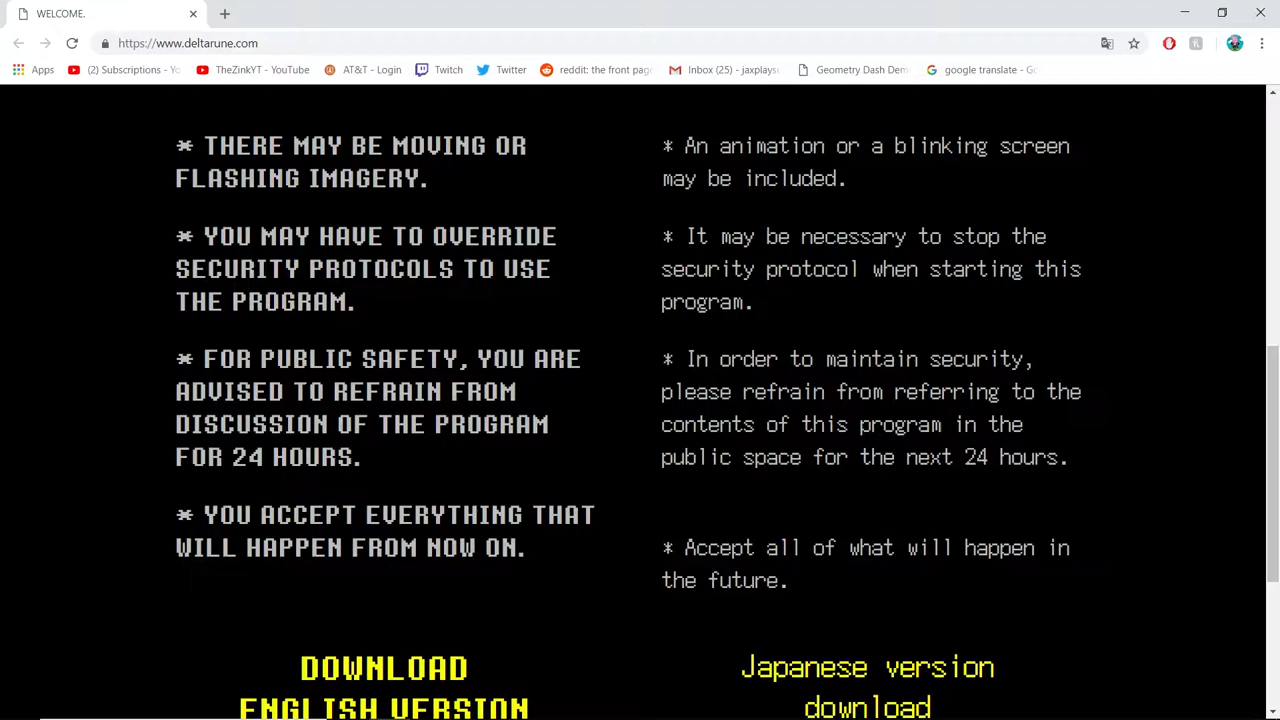 WELCOME.
https://www.deltarune.com
Apps
(2) Subscriptions - Yo
TheZinkYT - YouTube
AT&T - Login
Twitch
Twitter
reddit: the front page
Inbox (25) - jaxplays
Geometry Dash Dem
google translate - Go
* THERE MAY BE MOVING OR
FLASHING IMAGERY.
* YOU MAY HAVE TO OVERRIDE
SECURITY PROTOCOLS TO USE
THE PROGRAM.
* FOR PUBLIC SAFETY, YOU ARE
ADVISED TO REFRAIN FROM
DISCUSSION OF THE PROGRAM
FOR 24 HOURS.
* YOU ACCEPT EVERYTHING THAT
WILL HAPPEN FROM NOW ON.
DOWNLOAD
ENGLISH VERSION
* An animation or a blinking screen
may be included.
* It may be necessary to stop the
security protocol when starting this
program.
* In order to maintain security,
please refrain from referring to the
contents of this program in the
public space for the next 24 hours.
* Accept all of what will happen in
the future.
Japanese version
download